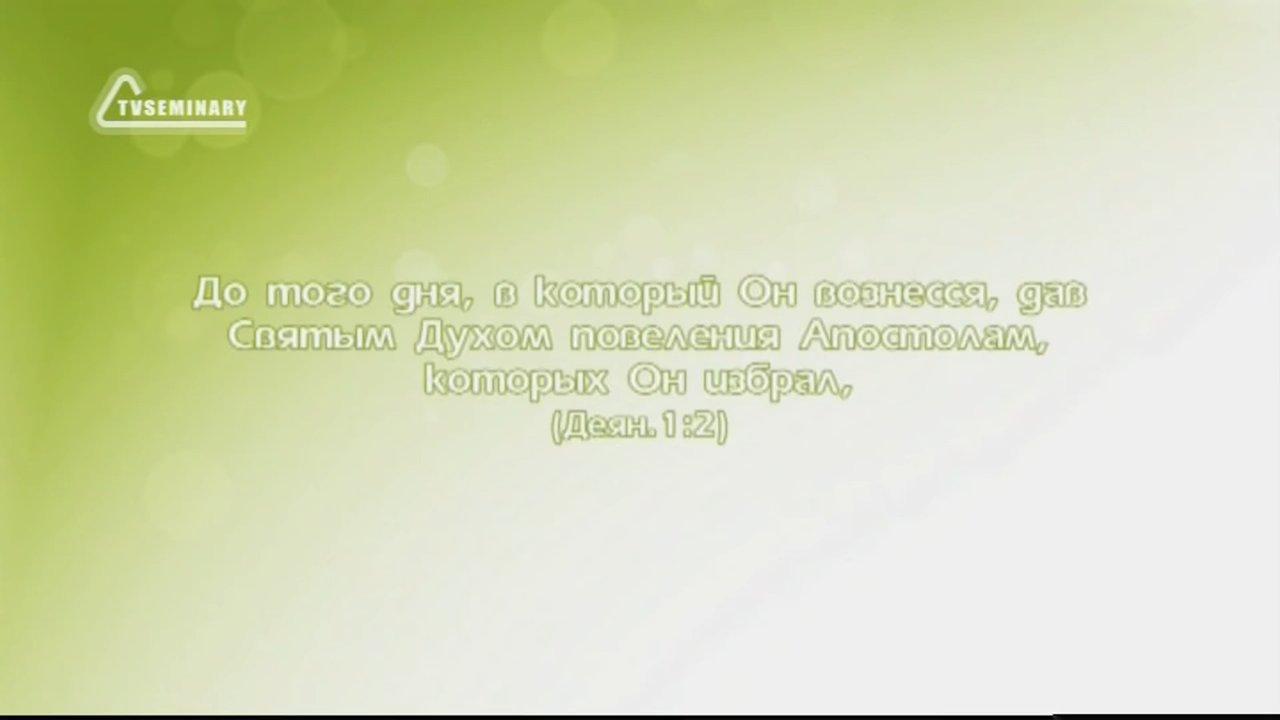 TVSEMINARY
До того дня, в который Он вознесся, дав
Святым Духом повеления Апостолам,
которых Он избрал,
(Деян.1:2)